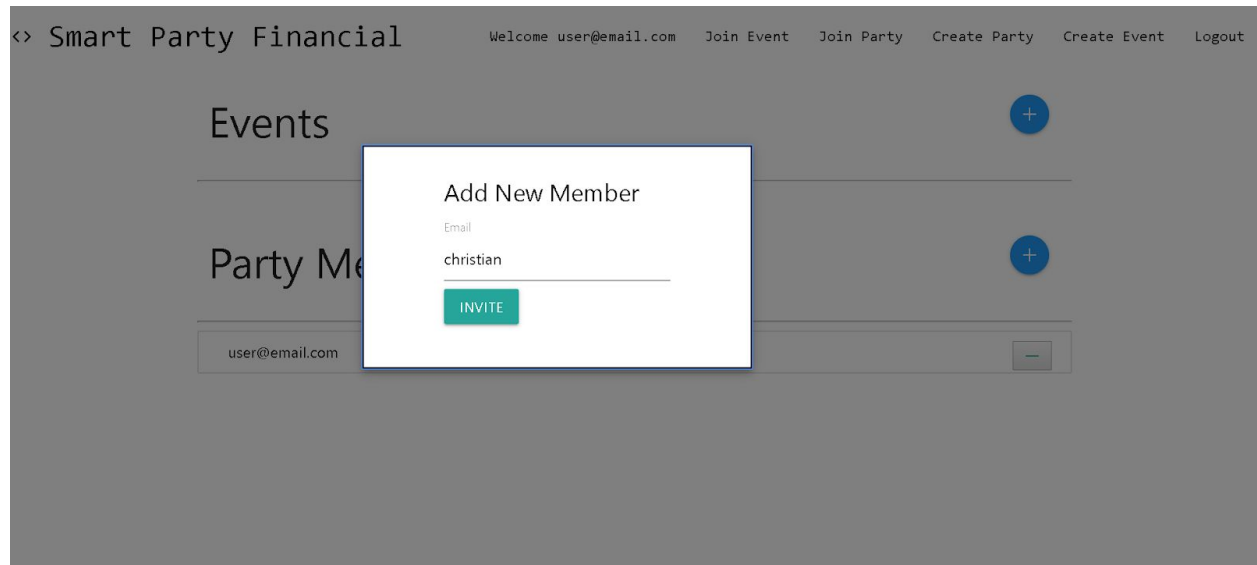 <> Smart Party Financial Welcome user@email.com Join Event Join Party Create Party Create Event Logout
Events
+
Add New Member
Email
christian
INVITE
Party Me
+
user@email.com
—